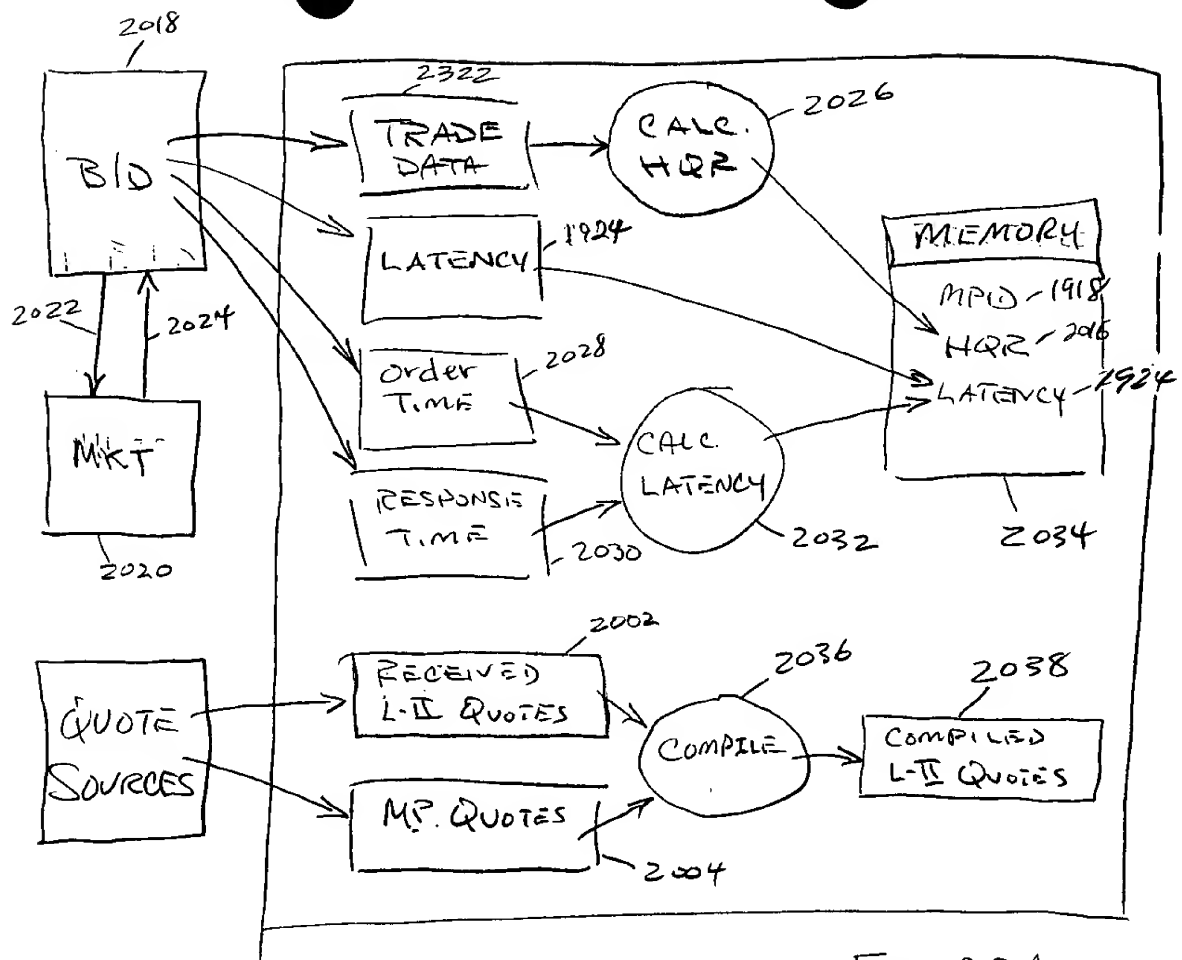 2018
B/D
2022
2024
MKT
2020
2322
TRADE
DATA
CALC.
HQR
2026
LATENCY
1924
Order
TIME
2028
RESPONSE
TIME
2030
CALC.
LATENCY
2032
MEMORY
MPID 1918
HQR 2016
LATENCY 1924
2034
QUOTE
SOURCES
2002
RECEIVED
L-II QUOTES
M.P. QUOTES
2004
2036
COMPILE
2038
COMPILED
L-II QUOTES